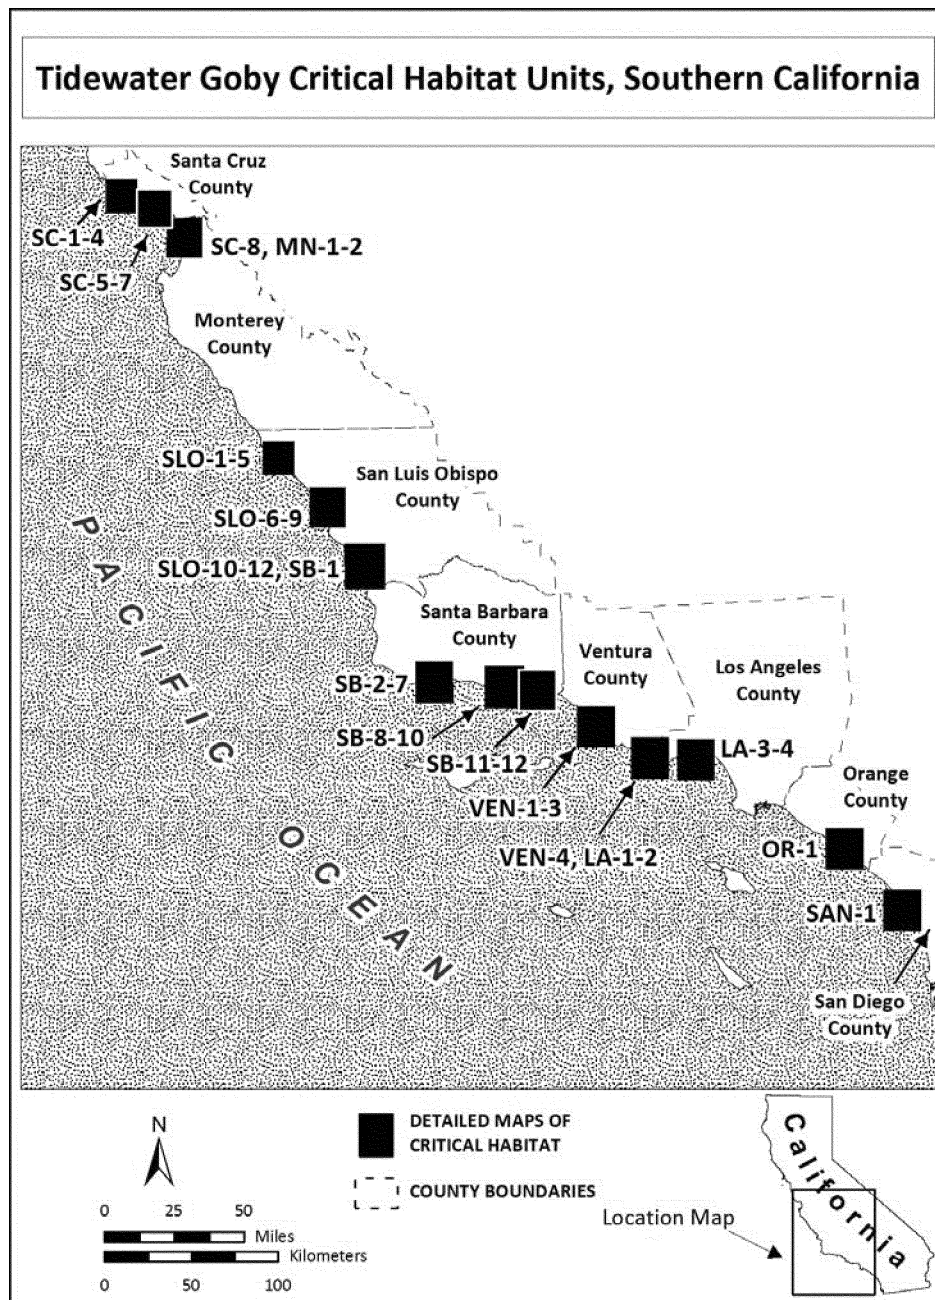 Tidewater Goby Critical Habitat Units, Southern California
Santa Cruz
County
SC-1-4
SC-5-7
SC-8, MN-1-2
Monterey
County
SLO-1-5
San Luis Obispo
County
SLO-6-9
SLO-10-12, SB-1
PACIFIC OCEAN
Santa Barbara
County
Ventura
County
Los Angeles
County
SB-2-7
SB-8-10
SB-11-12
VEN-1-3
VEN-4, LA-1-2
LA-3-4
Orange
County
OR-1
SAN-1
San Diego
County
N
0 25 50
Miles
Kilometers
0 50 100
DETAILED MAPS OF
CRITICAL HABITAT
COUNTY BOUNDARIES
Location Map
California